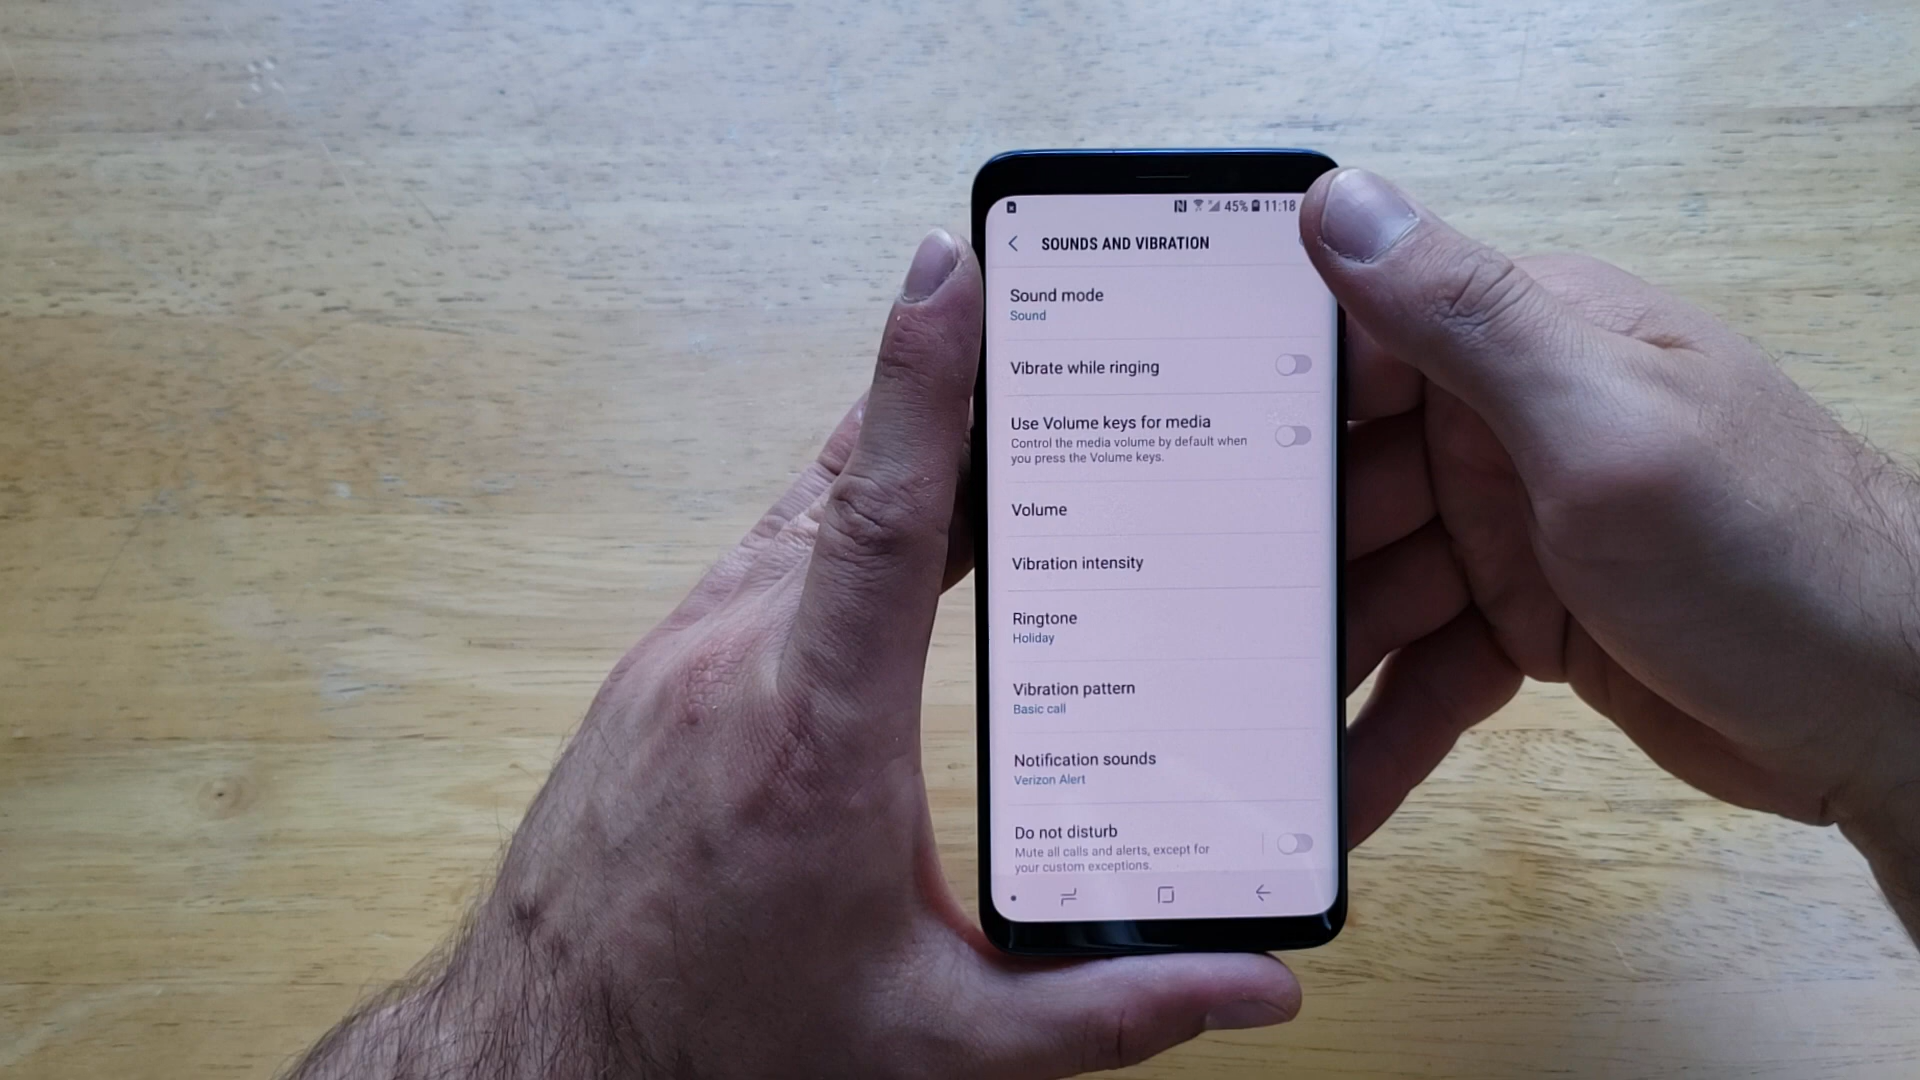 45% 11:18
SOUNDS AND VIBRATION
Sound mode
Sound
Vibrate while ringing
Use Volume keys for media
Control the media volume by default when
you press the Volume keys.
Volume
Vibration intensity
Ringtone
Holiday
Vibration pattern
Basic call
Notification sounds
Verizon Alert
Do not disturb
Mute all calls and alerts, except for
your custom exceptions.